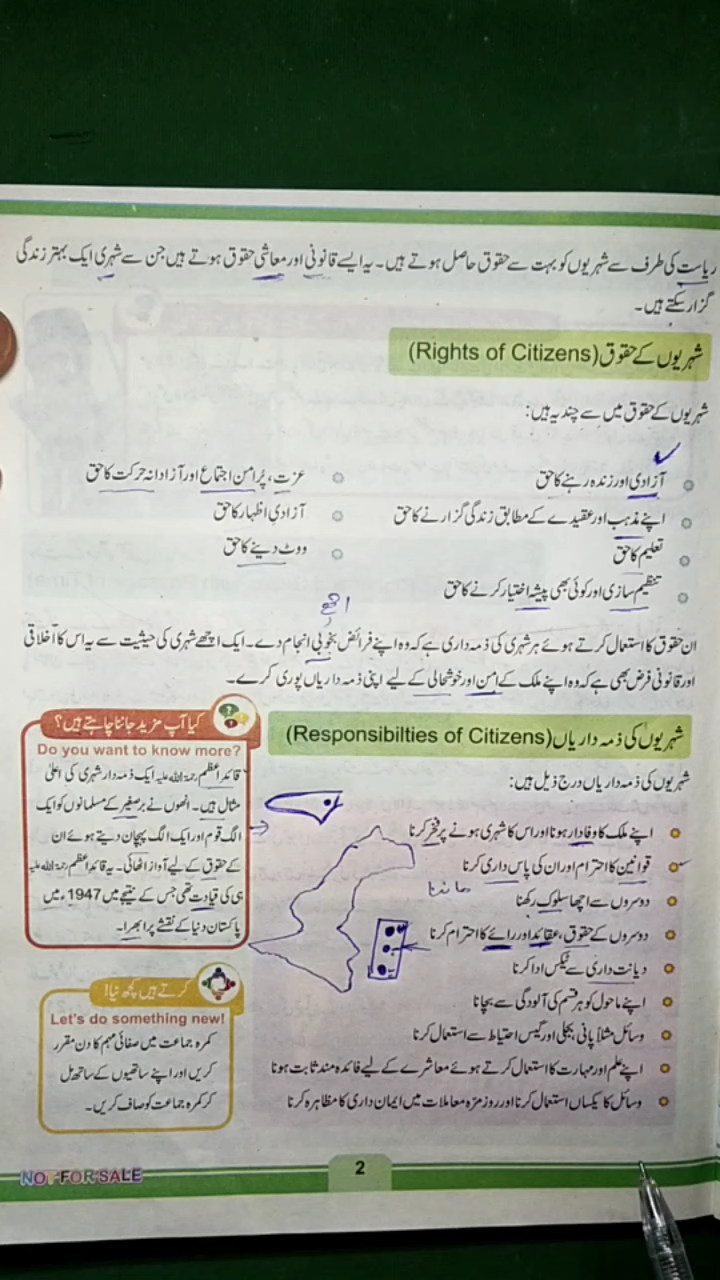 ریاست کی طرف سے شہریوں کو بہت سے حقوق حاصل ہوتے ہیں۔ یہ ایسے قانونی اور معاشی حقوق ہوتے ہیں جن سے شہری ایک بہتر زندگی
گزار سکتے ہیں۔
شہریوں کے حقوق (Rights of Citizens)
شہریوں کے حقوق میں سے چند یہ ہیں:
آزادی اور زندہ رہنے کا حق
عزت، پُرامن اجتماع اور آزادانہ حرکت کا حق
اپنے مذہب اور عقیدے کے مطابق زندگی گزارنے کا حق
آزادیِ اظہار کا حق
تعلیم کا حق
ووٹ دینے کا حق
تنظیم سازی اور کوئی بھی پیشہ اختیار کرنے کا حق
ان حقوق کا استعمال کرتے ہوئے ہر شہری کی ذمہ داری ہے کہ وہ اپنے فرائض بخوبی انجام دے۔ ایک اچھے شہری کی حیثیت سے یہ اس کا اخلاقی
اور قانونی فرض بھی ہے کہ وہ اپنے ملک کے امن اور خوشحالی کے لیے اپنی ذمہ داریاں پوری کرے۔
شہریوں کی ذمہ داریاں (Responsibilties of Citizens)
شہریوں کی ذمہ داریاں درج ذیل ہیں:
اپنے ملک کا وفادار ہونا اور اس کا شہری ہونے پر فخر کرنا
قوانین کا احترام اور ان کی پاس داری کرنا
دوسروں سے اچھا سلوک رکھنا
دوسروں کے حقوق، عقائد اور رائے کا احترام کرنا
دیانت داری سے ٹیکس ادا کرنا
اپنے ماحول کو ہر قسم کی آلودگی سے بچانا
وسائل مثلاً پانی، بجلی اور گیس احتیاط سے استعمال کرنا
اپنے علم اور مہارت کا استعمال کرتے ہوئے معاشرے کے لیے فائدہ مند ثابت ہونا
وسائل کا یکساں استعمال کرنا اور روزمرہ معاملات میں ایمان داری کا مظاہرہ کرنا
کیا آپ مزید جاننا چاہتے ہیں؟
Do you want to know more?
قائداعظم رحمۃ اللہ علیہ ایک ذمہ دار شہری کی اعلیٰ
مثال ہیں۔ انھوں نے برصغیر کے مسلمانوں کو ایک
الگ قوم اور ایک الگ پہچان دیتے ہوئے ان
کے حقوق کے لیے آواز اٹھائی۔ یہ قائداعظم رحمۃ اللہ علیہ
ہی کی قیادت تھی جس کے نتیجے میں 1947ء میں
پاکستان دنیا کے نقشے پر ابھرا۔
کرتے ہیں کچھ نیا!
Let's do something new!
کمرہ جماعت میں صفائی مہم کا دن مقرر
کریں اور اپنے ساتھیوں کے ساتھ مل
کر کمرہ جماعت کو صاف کریں۔
NOT FOR SALE
2